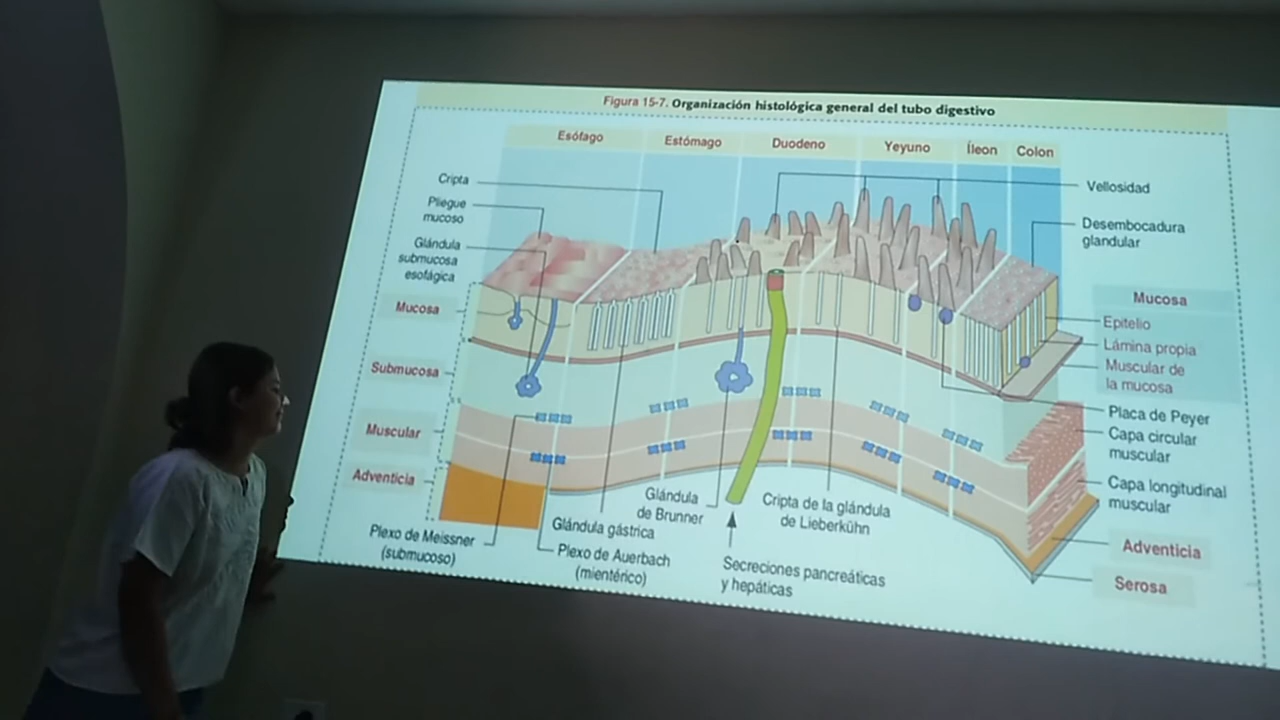 Figura 15-7. Organización histológica general del tubo digestivo
Esófago
Estómago
Duodeno
Yeyuno
Íleon
Colon
Cripta
Pliegue
mucoso
Glándula
submucosa
esofágica
Mucosa
Submucosa
Muscular
Adventicia
Vellosidad
Desembocadura
glandular
Mucosa
Epitelio
Lámina propia
Muscular de
la mucosa
Placa de Peyer
Capa circular
muscular
Capa longitudinal
muscular
Adventicia
Serosa
Plexo de Meissner
(submucoso)
Glándula gástrica
Plexo de Auerbach
(mientérico)
Glándula
de Brunner
Secreciones pancreáticas
y hepáticas
Cripta de la glándula
de Lieberkühn